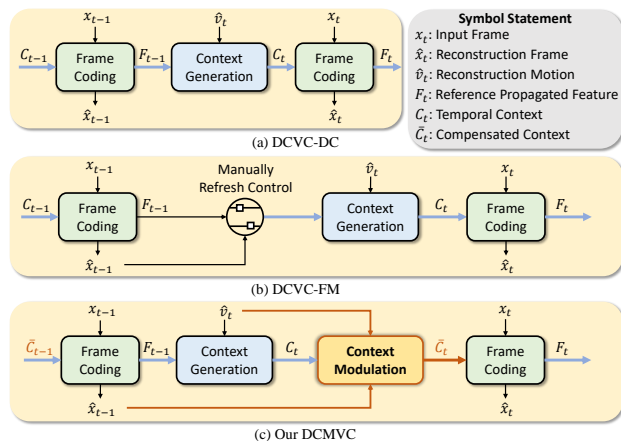 x_{t-1} v̂_t x_t
C_{t-1} Frame Coding F_{t-1} Context Generation C_t Frame Coding F_t
x̂_{t-1} x̂_t
(a) DCVC-DC
Symbol Statement
x_t: Input Frame
x̂_t: Reconstruction Frame
v̂_t: Reconstruction Motion
F_t: Reference Propagated Feature
C_t: Temporal Context
C̄_t: Compensated Context
x_{t-1} Manually Refresh Control v̂_t x_t
C_{t-1} Frame Coding F_{t-1} Context Generation C_t Frame Coding F_t
x̂_{t-1} x̂_t
(b) DCVC-FM
x_{t-1} v̂_t x_t
C̄_{t-1} Frame Coding F_{t-1} Context Generation C_t Context Modulation C̄_t Frame Coding F_t
x̂_{t-1} x̂_t
(c) Our DCMVC